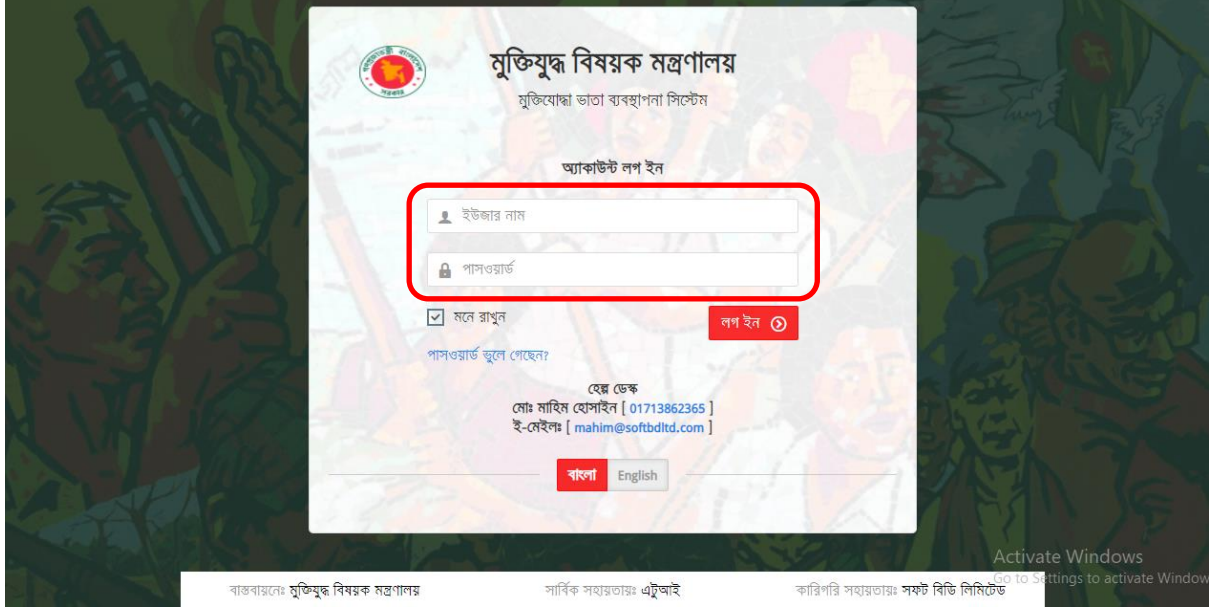 মুক্তিযুদ্ধ বিষয়ক মন্ত্রণালয়
মুক্তিযোদ্ধা ভাতা ব্যবস্থাপনা সিস্টেম
অ্যাকাউন্ট লগ ইন
ইউজার নাম
পাসওয়ার্ড
মনে রাখুন
লগ ইন
পাসওয়ার্ড ভুলে গেছেন?
হেল্প ডেস্ক
মোঃ মাহিম হোসাইন [ 01713862365 ]
ই-মেইলঃ [ mahim@softbdltd.com ]
বাংলা English
Activate Windows
Go to Settings to activate Window
বাস্তবায়নেঃ মুক্তিযুদ্ধ বিষয়ক মন্ত্রণালয় সার্বিক সহায়তায়ঃ এটুআই কারিগরি সহায়তায়ঃ সফট বিডি লিমিটেড